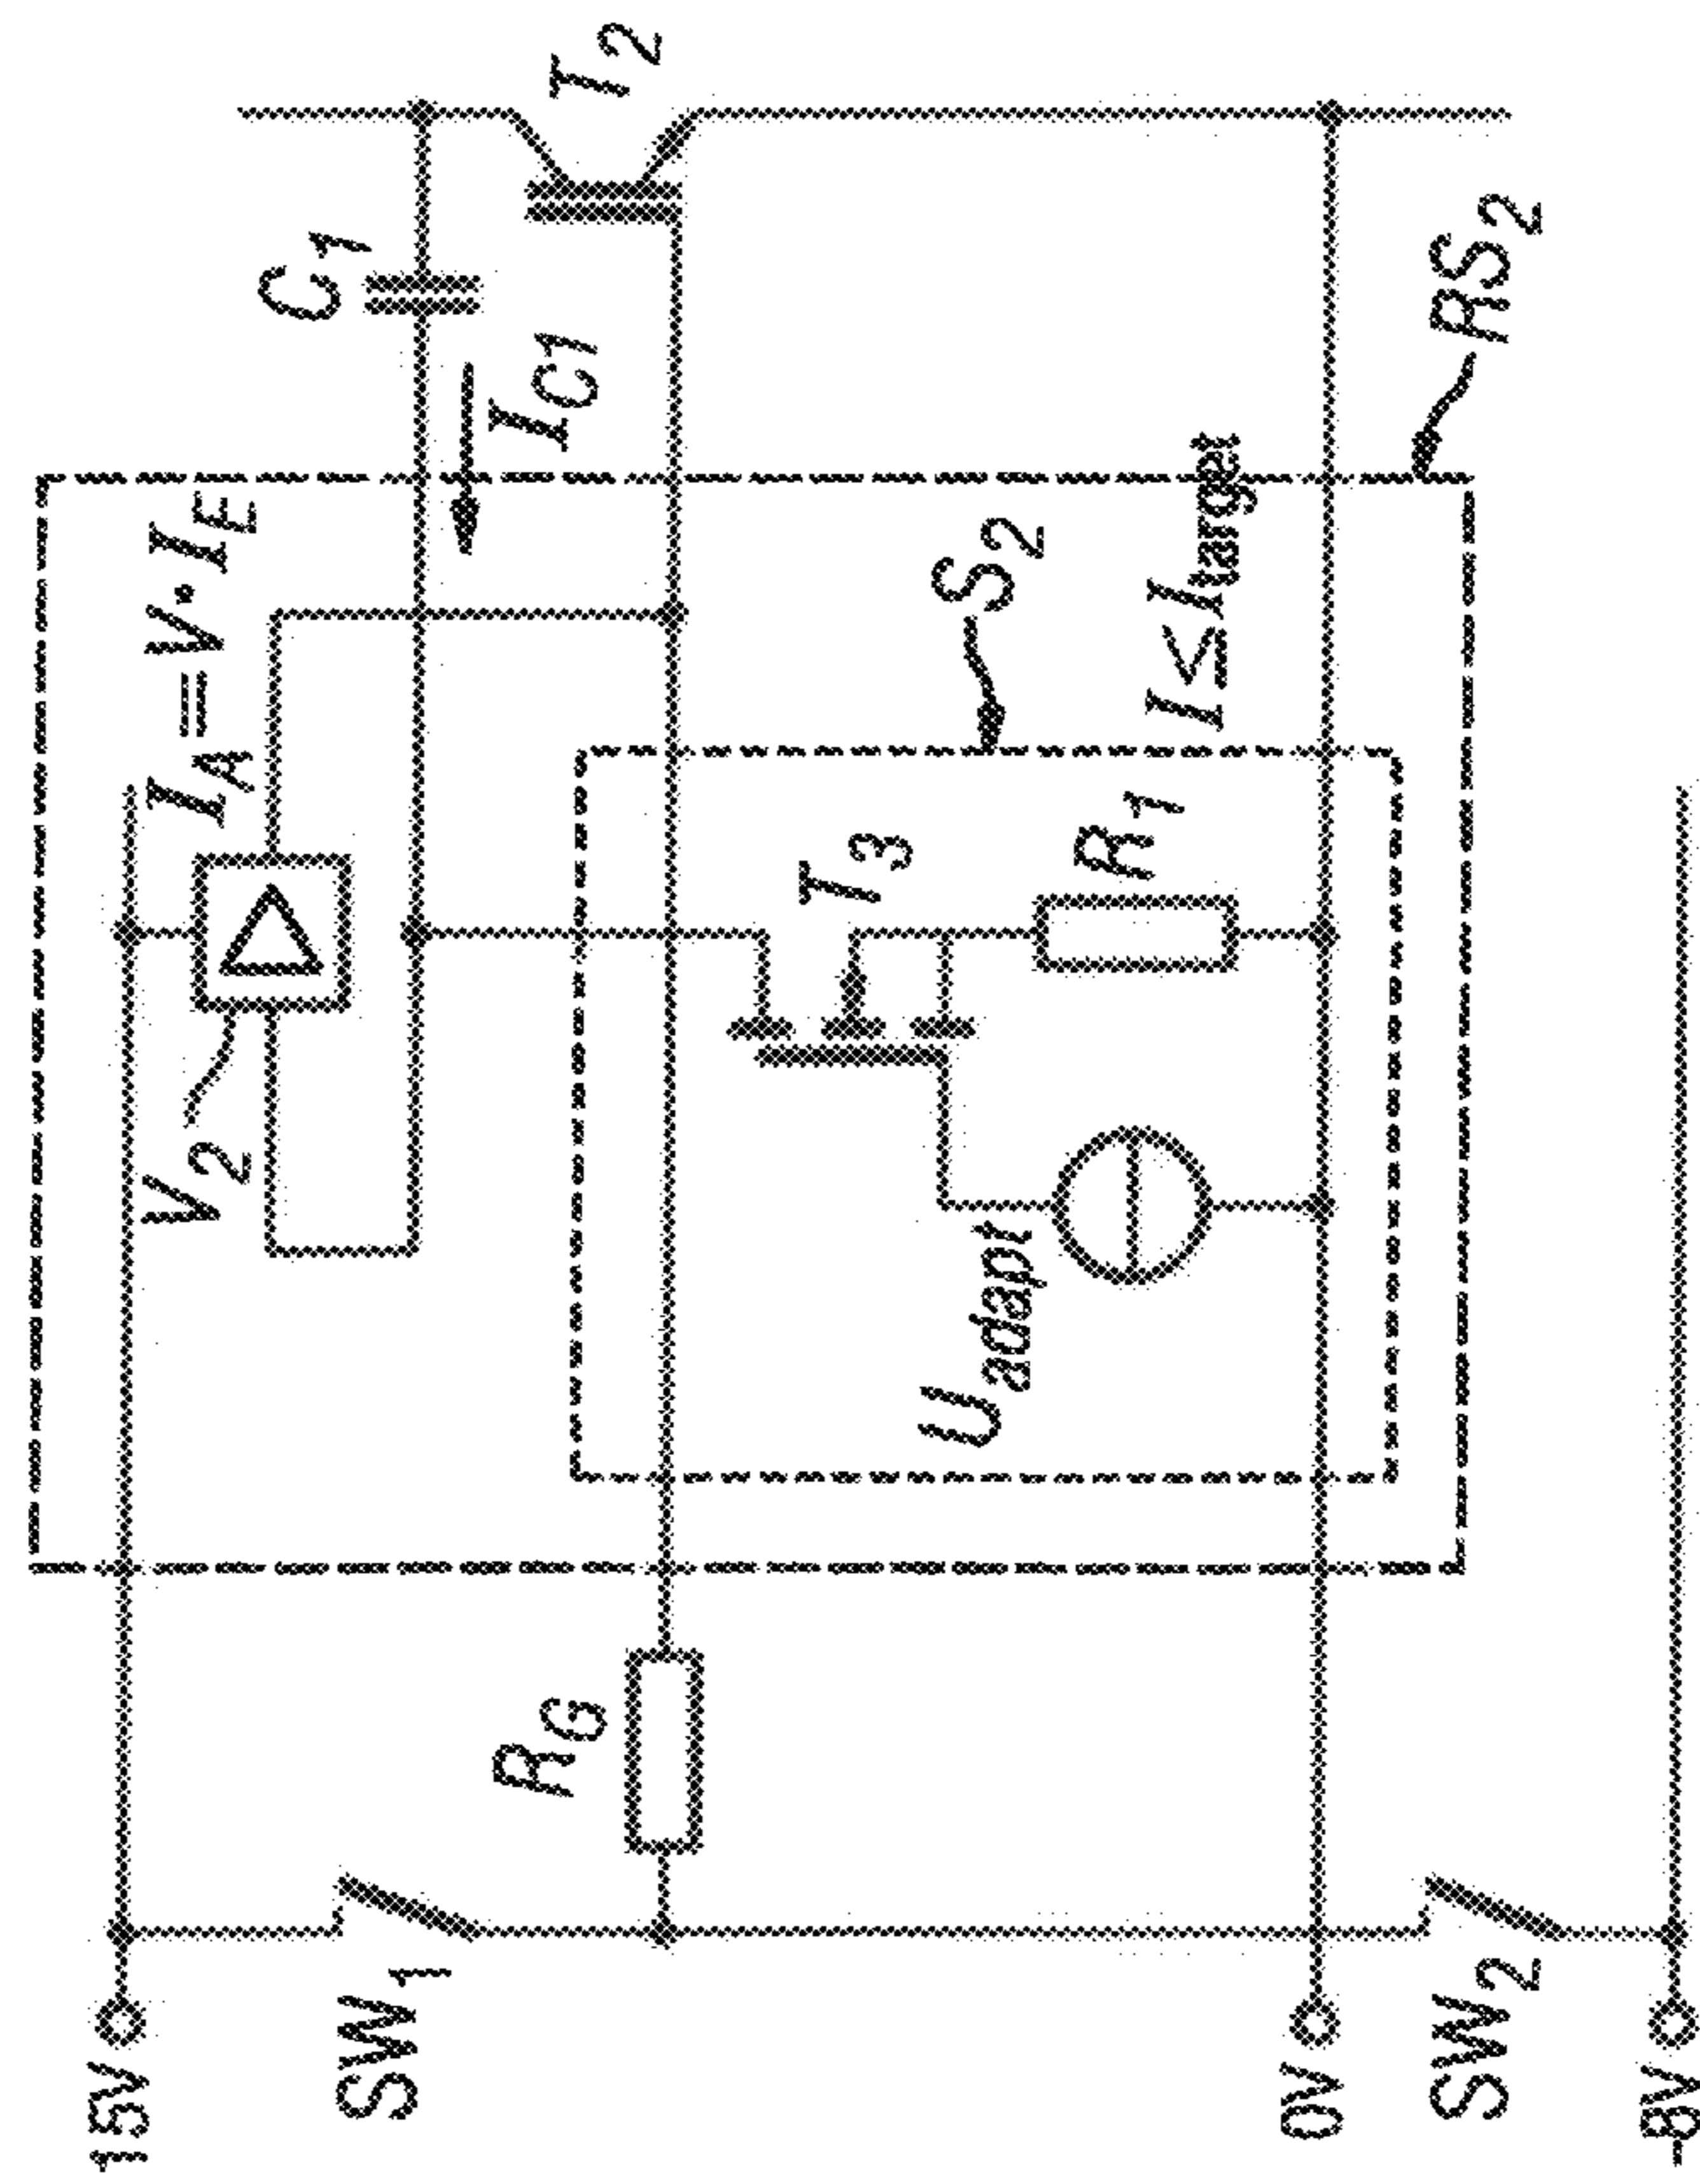 15V
SW1
RG
V2
IA=V•IE
C1
IC1
T2
S2
T3
R1
Uadapt
I≤Itarget
RS2
0V
SW2
-8V